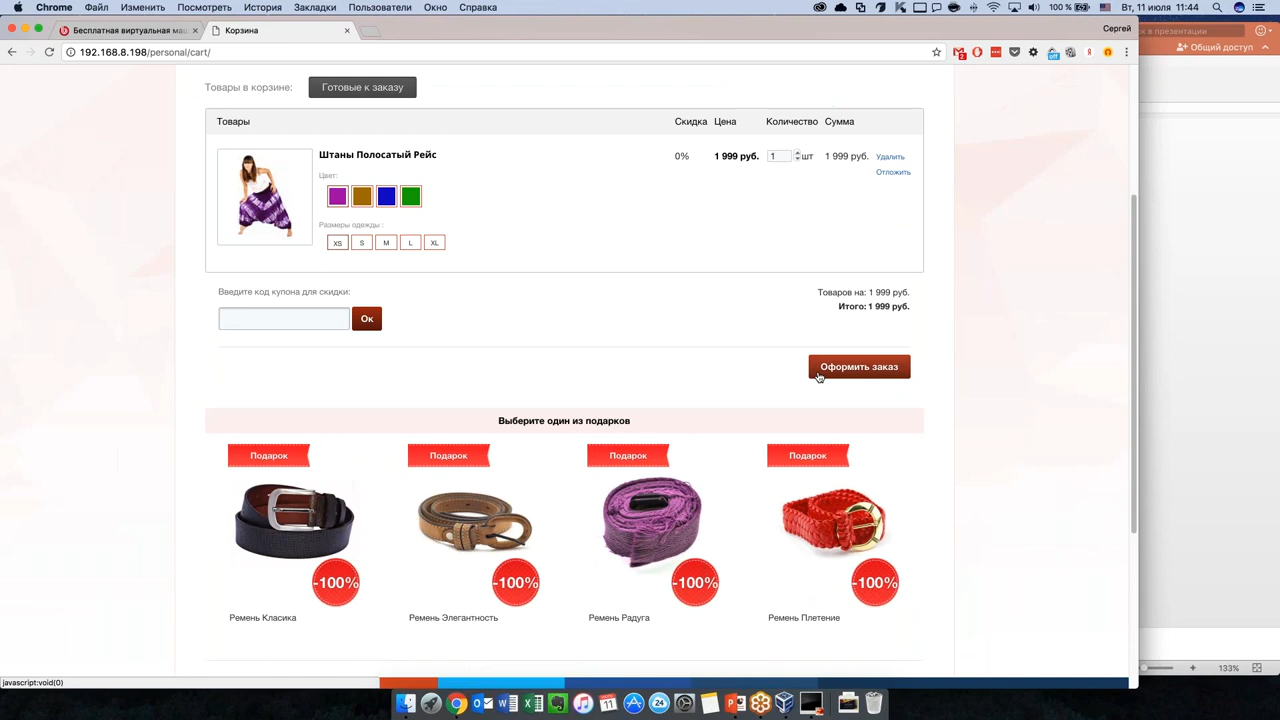 Chrome Файл Изменить Посмотреть История Закладки Пользователи Окно Справка 100 % Вт, 11 июля 11:44
Бесплатная виртуальная маш
Корзина
Сергей
к в презентации
192.168.8.198/personal/cart/
Общий доступ
Товары в корзине:
Готовые к заказу
Товары Скидка Цена Количество Сумма
Штаны Полосатый Рейс
0% 1 999 руб. 1 шт 1 999 руб. Удалить
Отложить
Цвет:
Размеры одежды :
XS S M L XL
Введите код купона для скидки:
Ок
Товаров на: 1 999 руб.
Итого: 1 999 руб.
Оформить заказ
Выберите один из подарков
Подарок Подарок Подарок Подарок
-100% -100% -100% -100%
Ремень Класика Ремень Элегантность Ремень Радуга Ремень Плетение
javascript:void(0)
133%